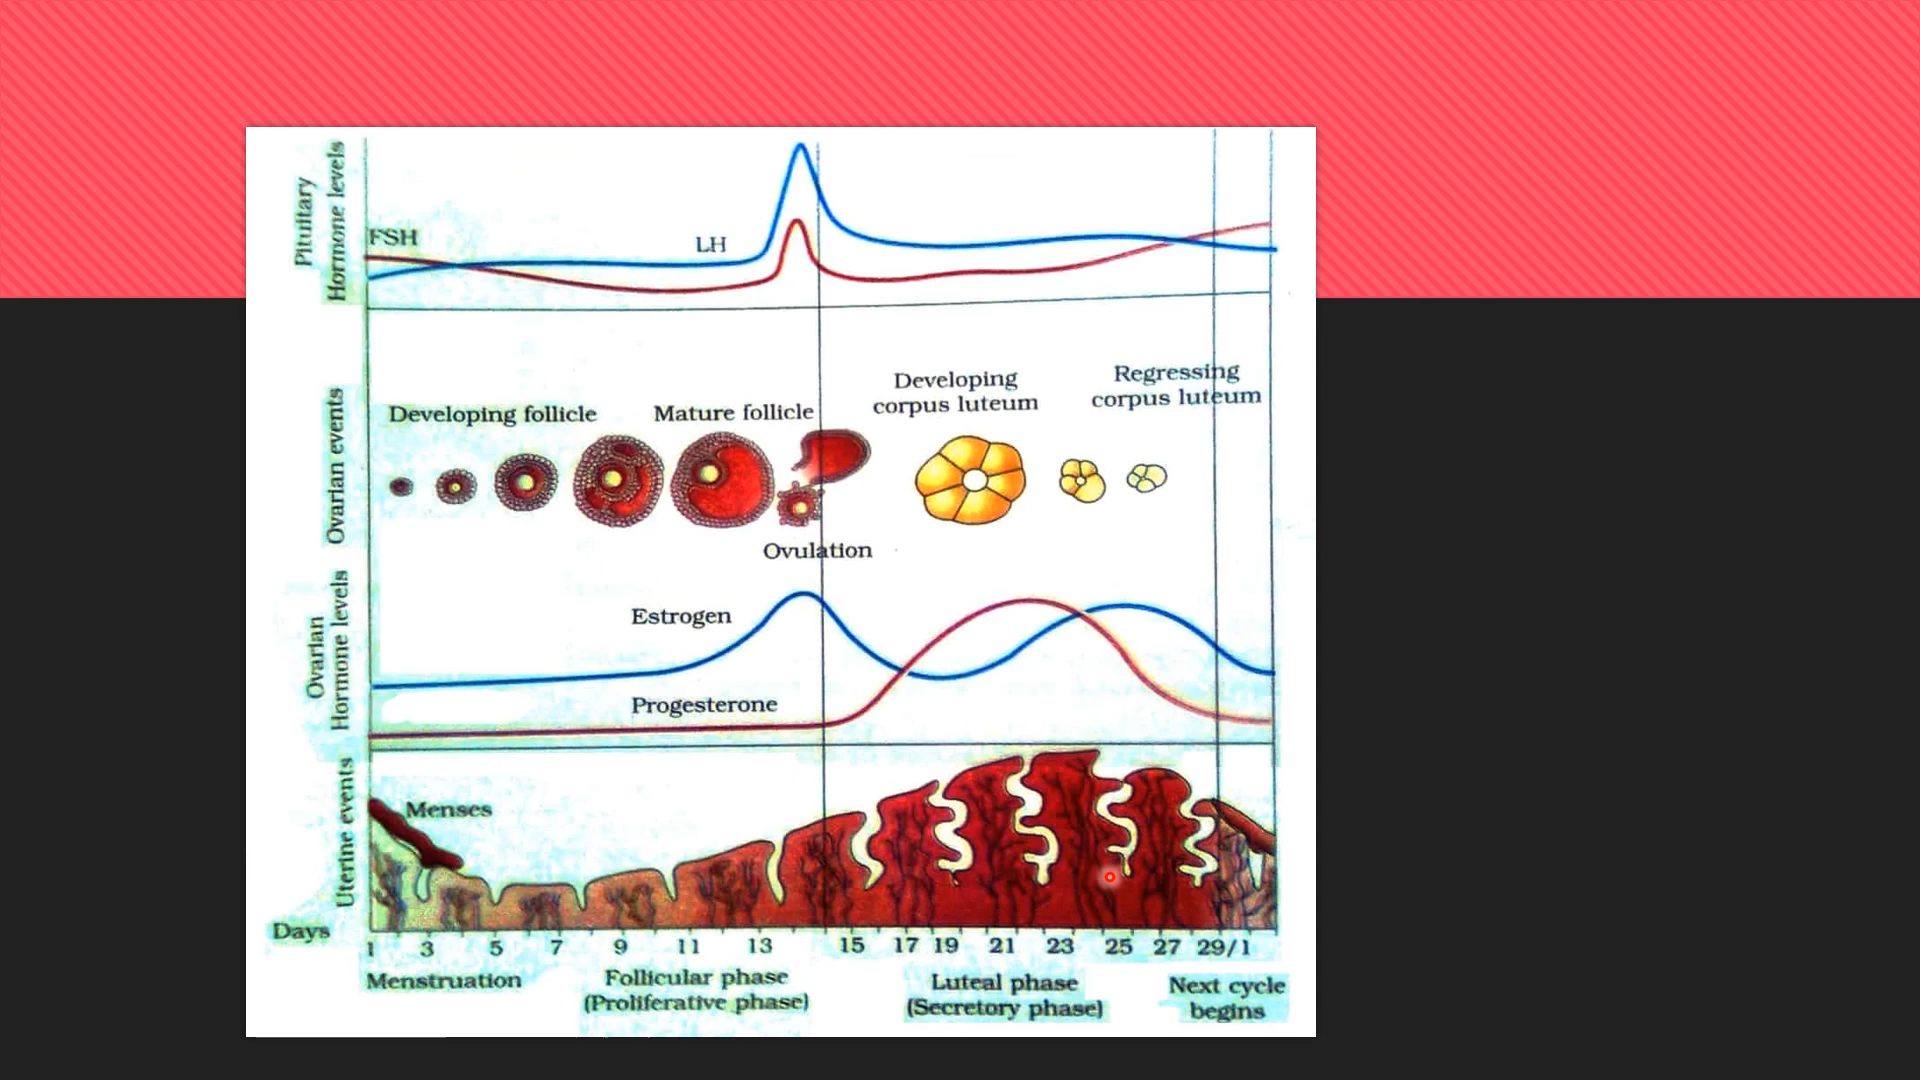 Pituitary
Hormone levels
FSH
LH
Ovarian events
Developing follicle
Mature follicle
Developing
corpus luteum
Regressing
corpus luteum
Ovulation
Ovarian
Hormone levels
Estrogen
Progesterone
Uterine events
Menses
Days
1 3 5 7 9 11 13 15 17 19 21 23 25 27 29/1
Menstruation
Follicular phase
(Proliferative phase)
Luteal phase
(Secretory phase)
Next cycle
begins